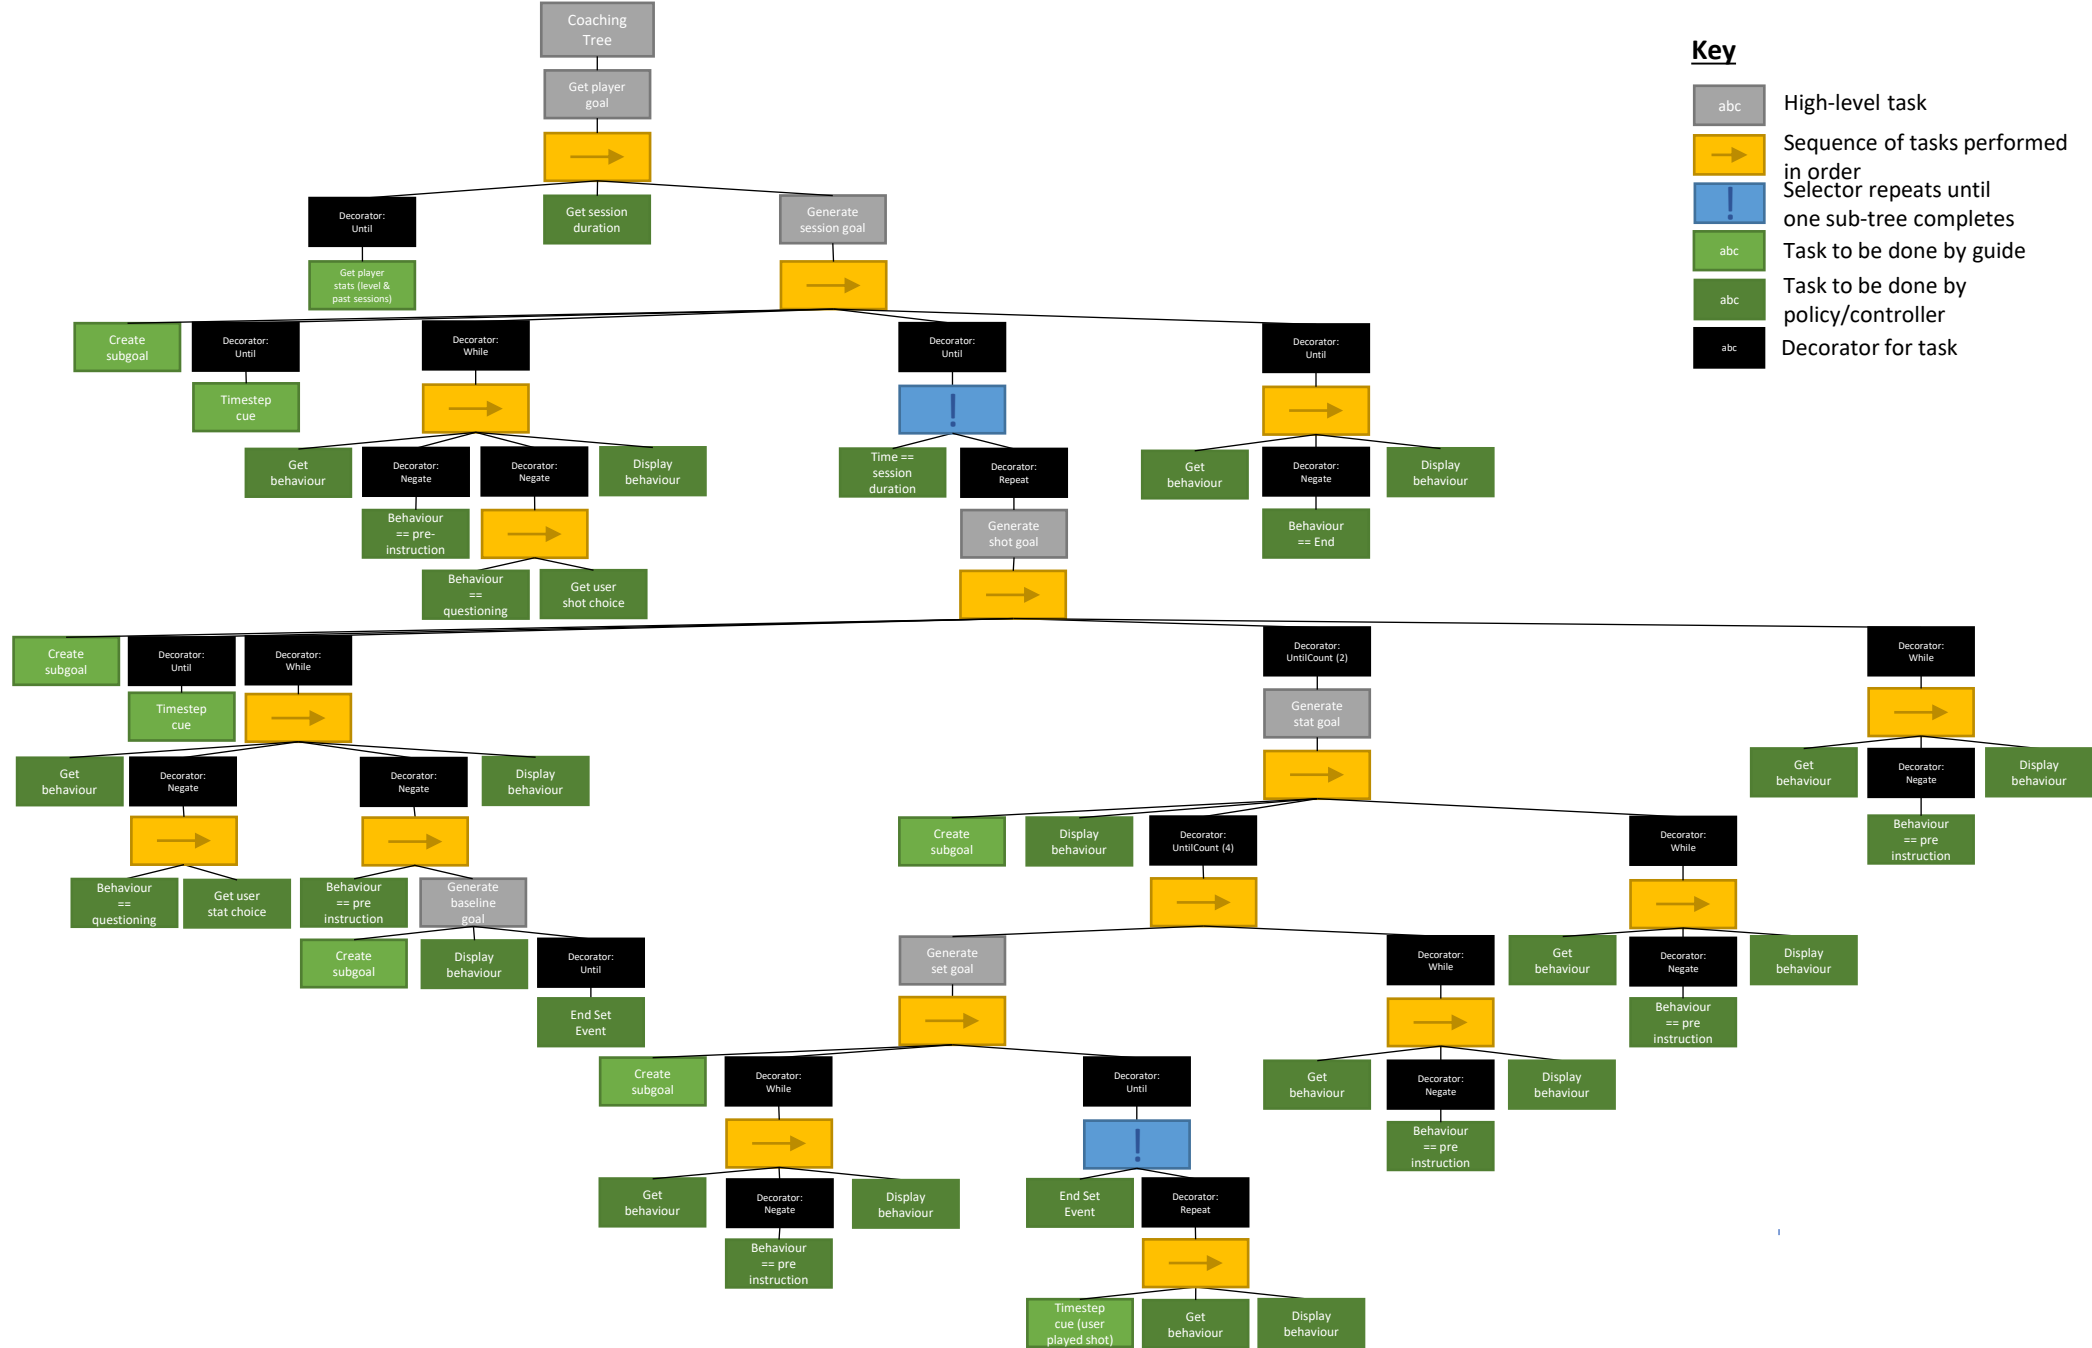 Coaching
Tree
Key
Get player
goal
abc
High-level task
Sequence of tasks performed
in order
Selector repeats until
one sub-tree completes
abc
Task to be done by guide
abc
Task to be done by
policy/controller
abc
Decorator for task
Decorator:
Until
Get session
duration
Generate
session goal
Get player
stats (level &
past sessions)
Create
subgoal
Decorator:
Until
Decorator:
While
Decorator:
Until
Decorator:
Until
Timestep
cue
!
Get
behaviour
Decorator:
Negate
Decorator:
Negate
Display
behaviour
Time ==
session
duration
Decorator:
Repeat
Get
behaviour
Decorator:
Negate
Display
behaviour
Behaviour
== pre-
instruction
Generate
shot goal
Behaviour
== End
Behaviour
==
questioning
Get user
shot choice
Create
subgoal
Decorator:
Until
Decorator:
While
Decorator:
UntilCount (2)
Decorator:
While
Timestep
cue
Generate
stat goal
Get
behaviour
Decorator:
Negate
Decorator:
Negate
Display
behaviour
Get
behaviour
Decorator:
Negate
Display
behaviour
Create
subgoal
Display
behaviour
Decorator:
UntilCount (4)
Decorator:
While
Behaviour
== pre
instruction
Behaviour
==
questioning
Get user
stat choice
Behaviour
== pre
instruction
Generate
baseline
goal
Create
subgoal
Display
behaviour
Decorator:
Until
Generate
set goal
Decorator:
While
Get
behaviour
Decorator:
Negate
Display
behaviour
End Set
Event
Behaviour
== pre
instruction
Create
subgoal
Decorator:
While
Decorator:
Until
Get
behaviour
Decorator:
Negate
Display
behaviour
!
Behaviour
== pre
instruction
Get
behaviour
Decorator:
Negate
Display
behaviour
End Set
Event
Decorator:
Repeat
Behaviour
== pre
instruction
Timestep
cue (user
played shot)
Get
behaviour
Display
behaviour